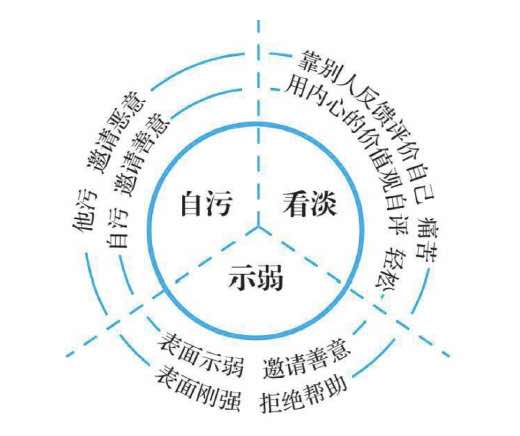 自污
看淡
示弱
他污 邀请恶意
自污 邀请善意
靠别人反馈评价自己 痛苦
用内心的价值观自评 轻松
表面示弱 邀请善意
表面刚强 拒绝帮助